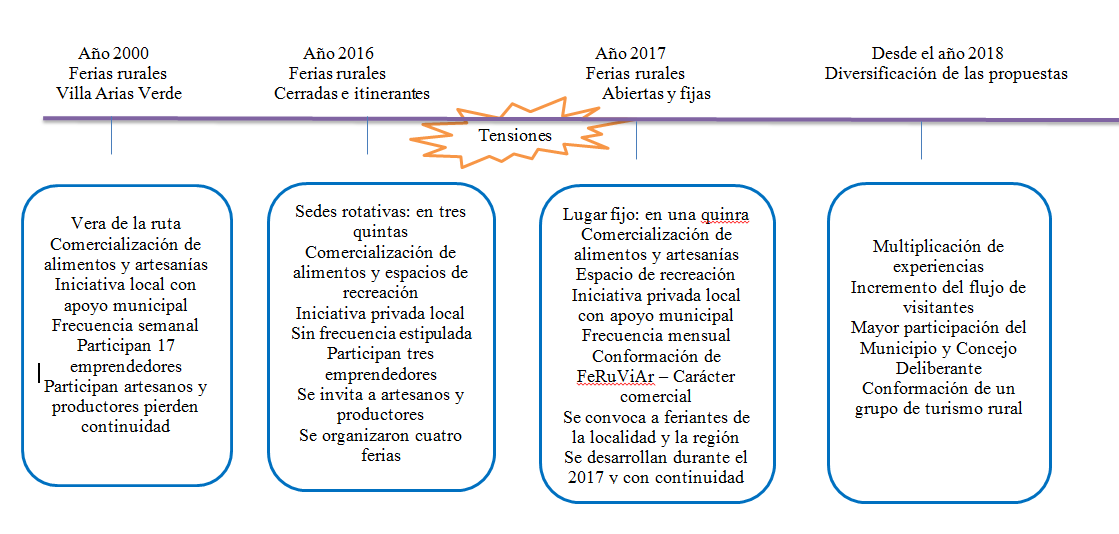 Año 2000
Ferias rurales
Villa Arias Verde
Año 2016
Ferias rurales
Cerradas e itinerantes
Año 2017
Ferias rurales
Abiertas y fijas
Desde el año 2018
Diversificación de las propuestas
Tensiones
Vera de la ruta
Comercialización de
alimentos y artesanías
Iniciativa local con
apoyo municipal
Frecuencia semanal
Participan 17
emprendedores
Participan artesanos y
productores pierden
continuidad
Sedes rotativas: en tres
quintas
Comercialización de
alimentos y espacios de
recreación
Iniciativa privada local
Sin frecuencia estipulada
Participan tres
emprendedores
Se invita a artesanos y
productores
Se organizaron cuatro
ferias
Lugar fijo: en una quinra
Comercialización de
alimentos y artesanías
Espacio de recreación
Iniciativa privada local
con apoyo municipal
Frecuencia mensual
Conformación de
FeRuViAr – Carácter
comercial
Se convoca a feriantes de
la localidad y la región
Se desarrollan durante el
2017 y con continuidad
Multiplicación de
experiencias
Incremento del flujo de
visitantes
Mayor participación del
Municipio y Concejo
Deliberante
Conformación de un
grupo de turismo rural